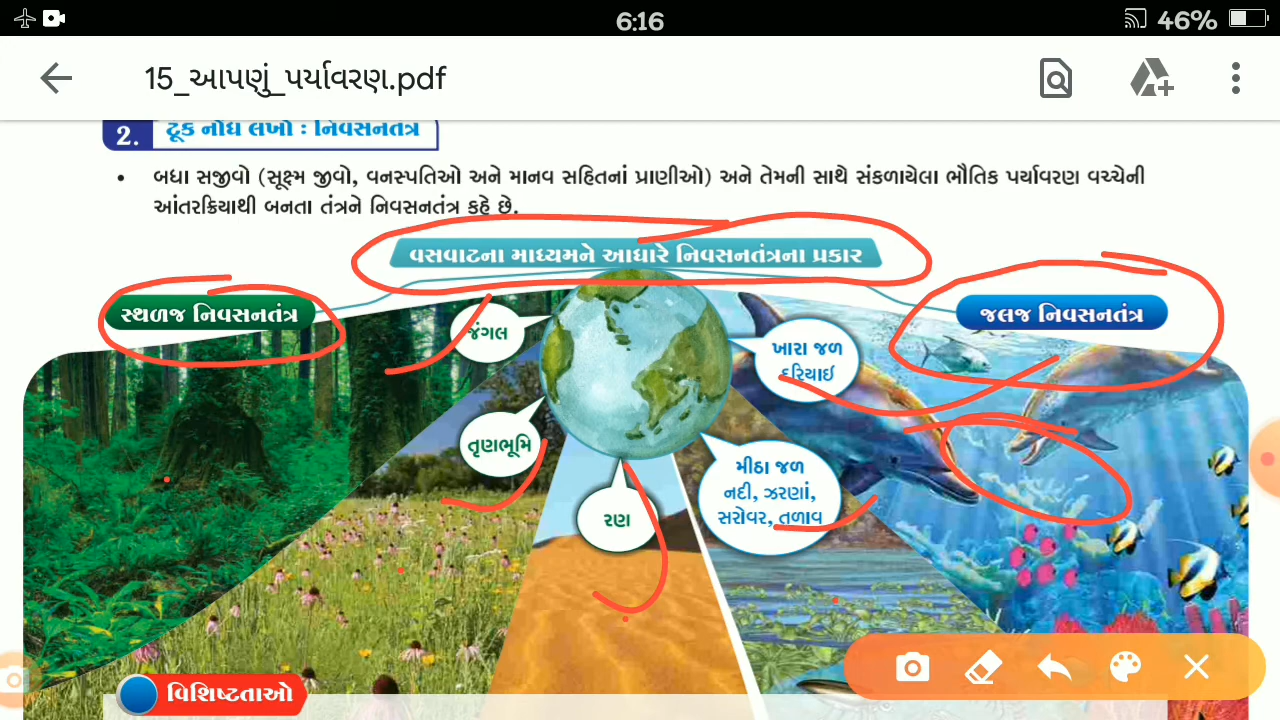 6:16
46%
15_આપણું_પર્યાવરણ.pdf
2. ટૂંક નોંધ લખો : નિવસનતંત્ર
• બધા સજીવો (સૂક્ષ્મ જીવો, વનસ્પતિઓ અને માનવ સહિતનાં પ્રાણીઓ) અને તેમની સાથે સંકળાયેલા ભૌતિક પર્યાવરણ વચ્ચેની
આંતરક્રિયાથી બનતા તંત્રને નિવસનતંત્ર કહે છે.
વસવાટના માધ્યમને આધારે નિવસનતંત્રના પ્રકાર
સ્થળજ નિવસનતંત્ર
જલજ નિવસનતંત્ર
જંગલ
ખારા જળ
દરિયાઈ
તૃણભૂમિ
મીઠા જળ
નદી, ઝરણાં,
સરોવર, તળાવ
રણ
વિશિષ્ટતાઓ